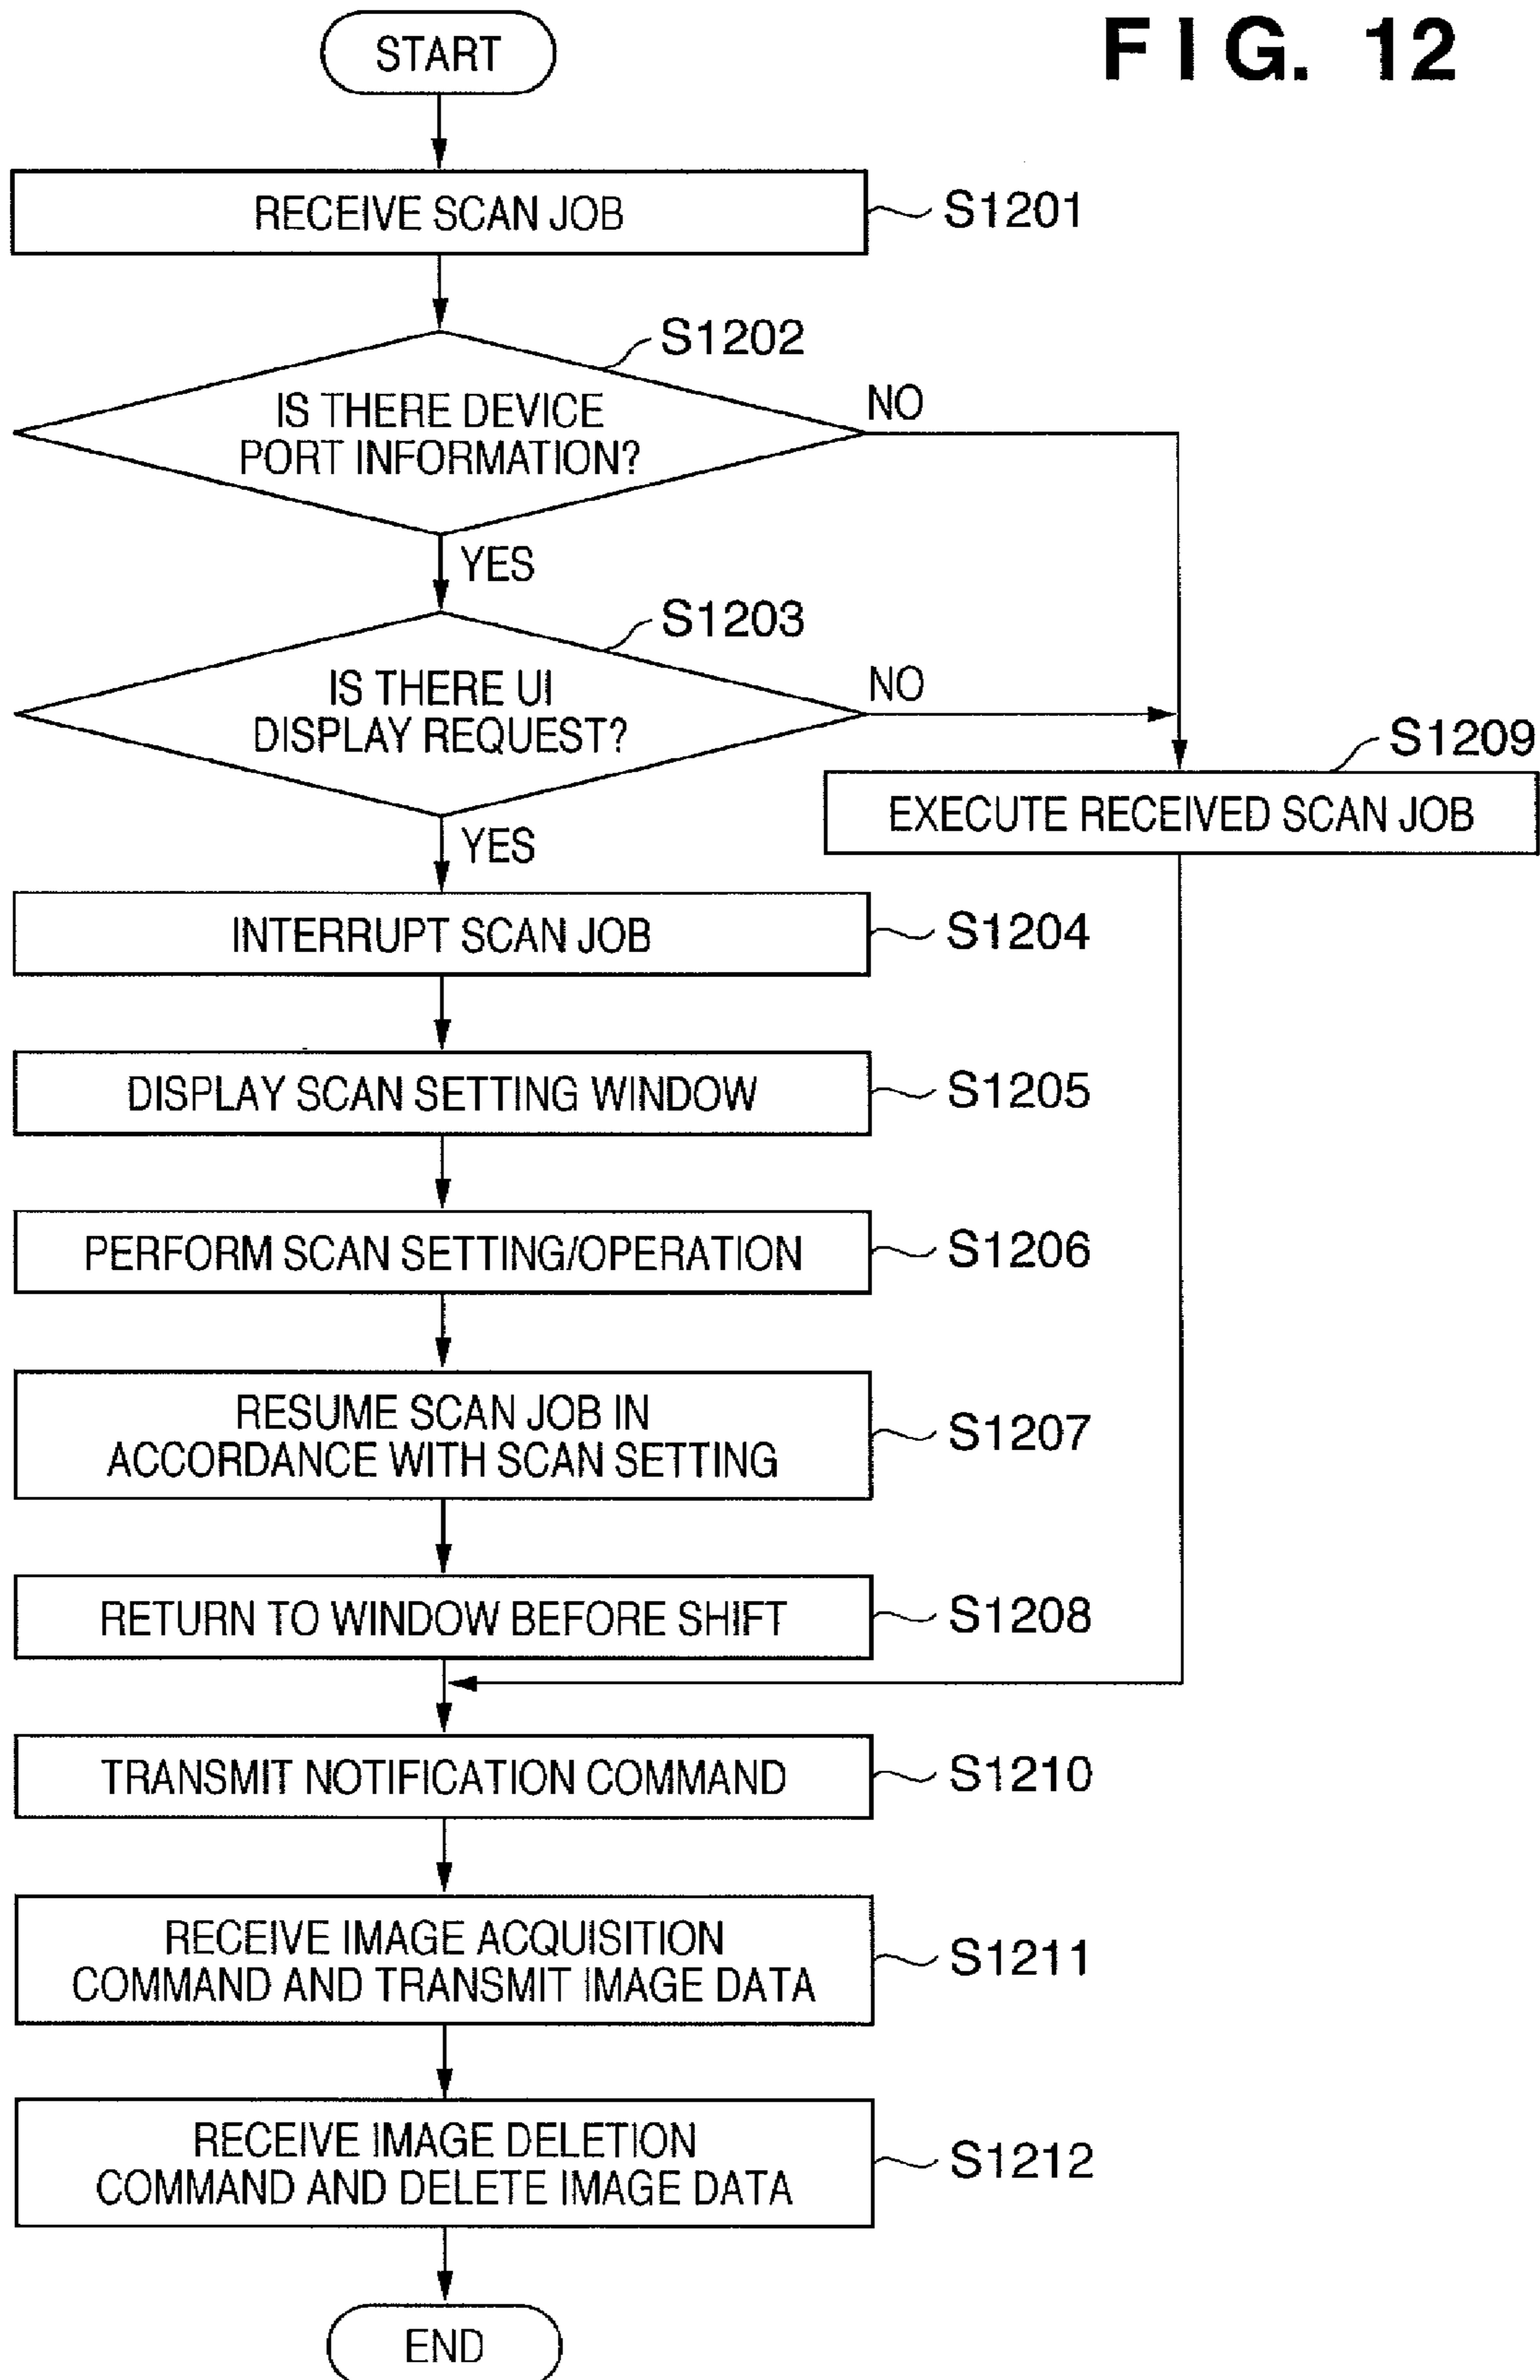 FIG. 12
START
RECEIVE SCAN JOB
S1201
S1202
IS THERE DEVICE
PORT INFORMATION?
NO
YES
S1203
IS THERE UI
DISPLAY REQUEST?
NO
YES
S1209
EXECUTE RECEIVED SCAN JOB
INTERRUPT SCAN JOB
S1204
DISPLAY SCAN SETTING WINDOW
S1205
PERFORM SCAN SETTING/OPERATION
S1206
RESUME SCAN JOB IN
ACCORDANCE WITH SCAN SETTING
S1207
RETURN TO WINDOW BEFORE SHIFT
S1208
TRANSMIT NOTIFICATION COMMAND
S1210
RECEIVE IMAGE ACQUISITION
COMMAND AND TRANSMIT IMAGE DATA
S1211
RECEIVE IMAGE DELETION
COMMAND AND DELETE IMAGE DATA
S1212
END